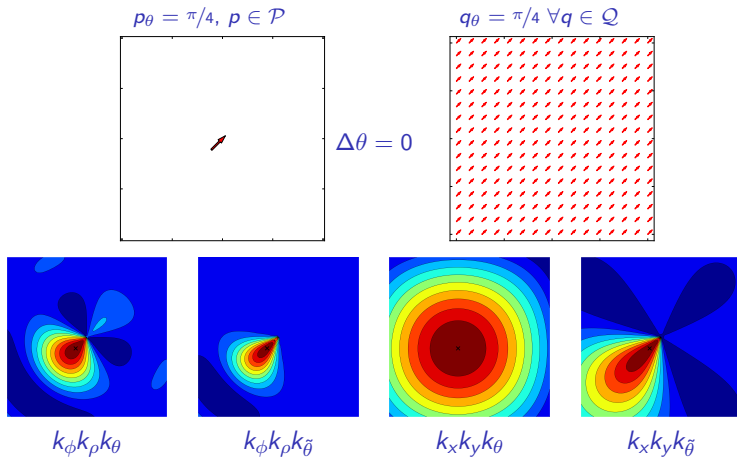 p_θ = π/4, p ∈ 𝒫
q_θ = π/4 ∀q ∈ 𝒬
Δθ = 0
k_ϕ k_ρ k_θ
k_ϕ k_ρ k_θ̃
k_x k_y k_θ
k_x k_y k_θ̃